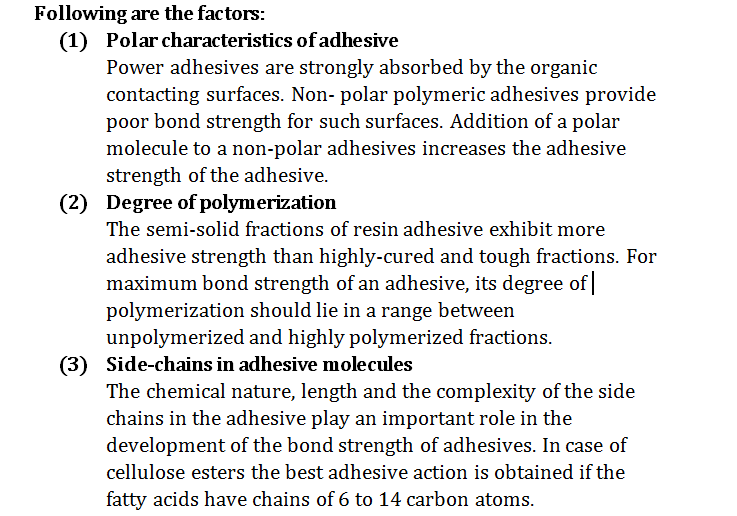 Following are the factors:
(1) Polar characteristics of adhesive
Power adhesives are strongly absorbed by the organic
contacting surfaces. Non- polar polymeric adhesives provide
poor bond strength for such surfaces. Addition of a polar
molecule to a non-polar adhesives increases the adhesive
strength of the adhesive.
(2) Degree of polymerization
The semi-solid fractions of resin adhesive exhibit more
adhesive strength than highly-cured and tough fractions. For
maximum bond strength of an adhesive, its degree of
polymerization should lie in a range between
unpolymerized and highly polymerized fractions.
(3) Side-chains in adhesive molecules
The chemical nature, length and the complexity of the side
chains in the adhesive play an important role in the
development of the bond strength of adhesives. In case of
cellulose esters the best adhesive action is obtained if the
fatty acids have chains of 6 to 14 carbon atoms.